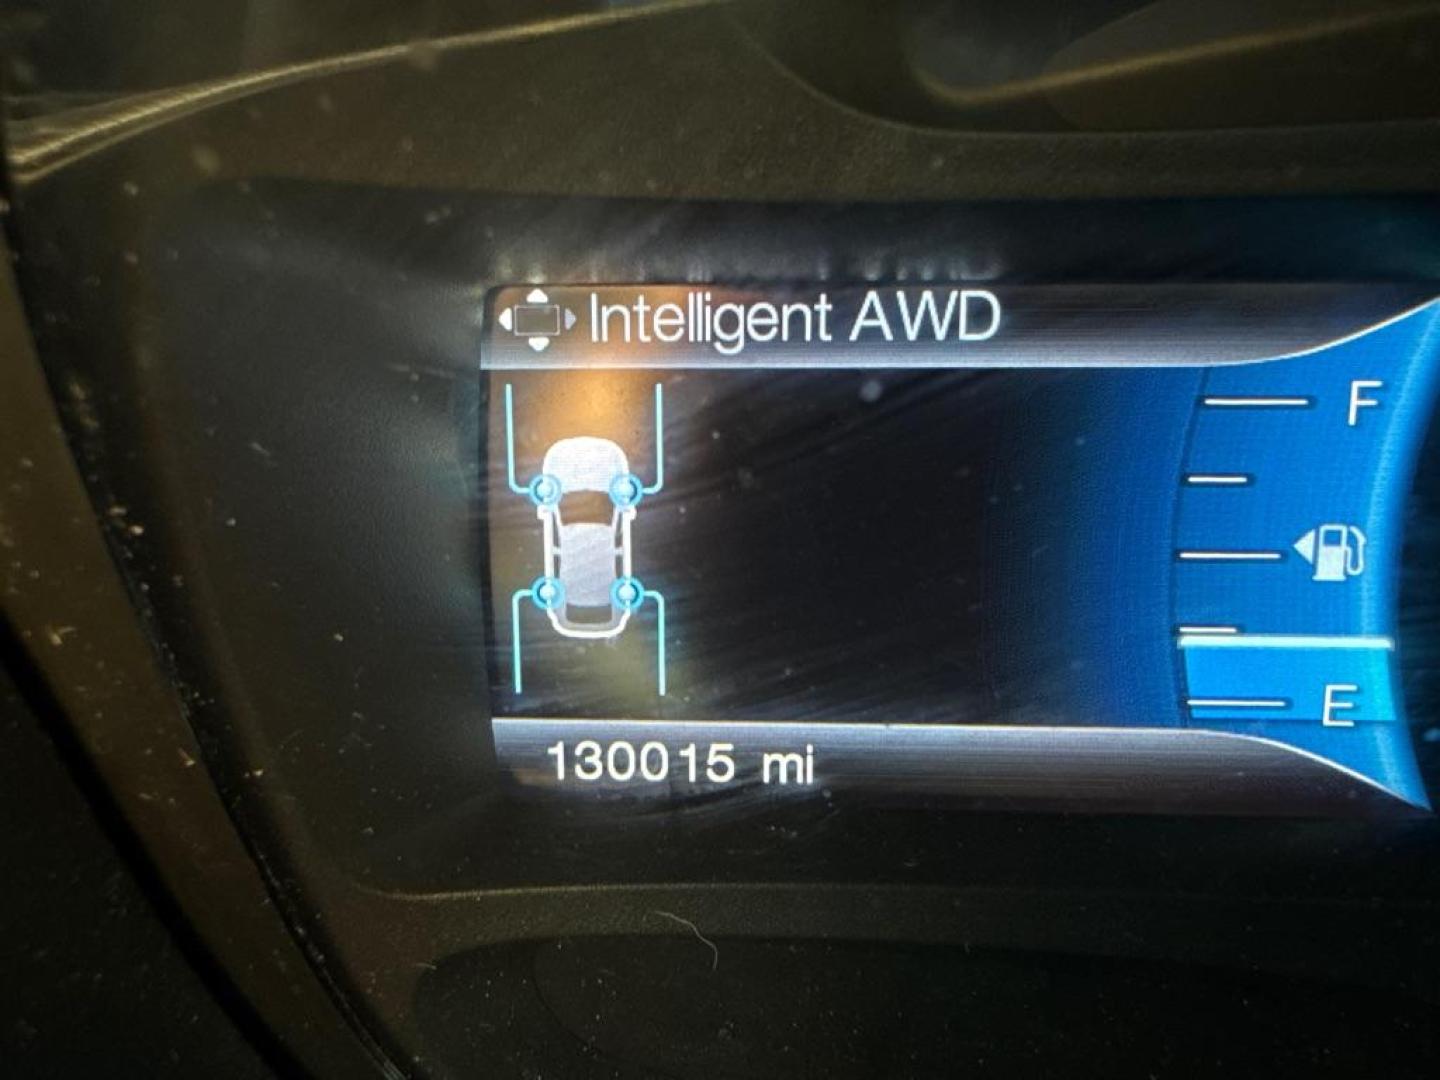 Intelligent AWD
F
E
130015 mi